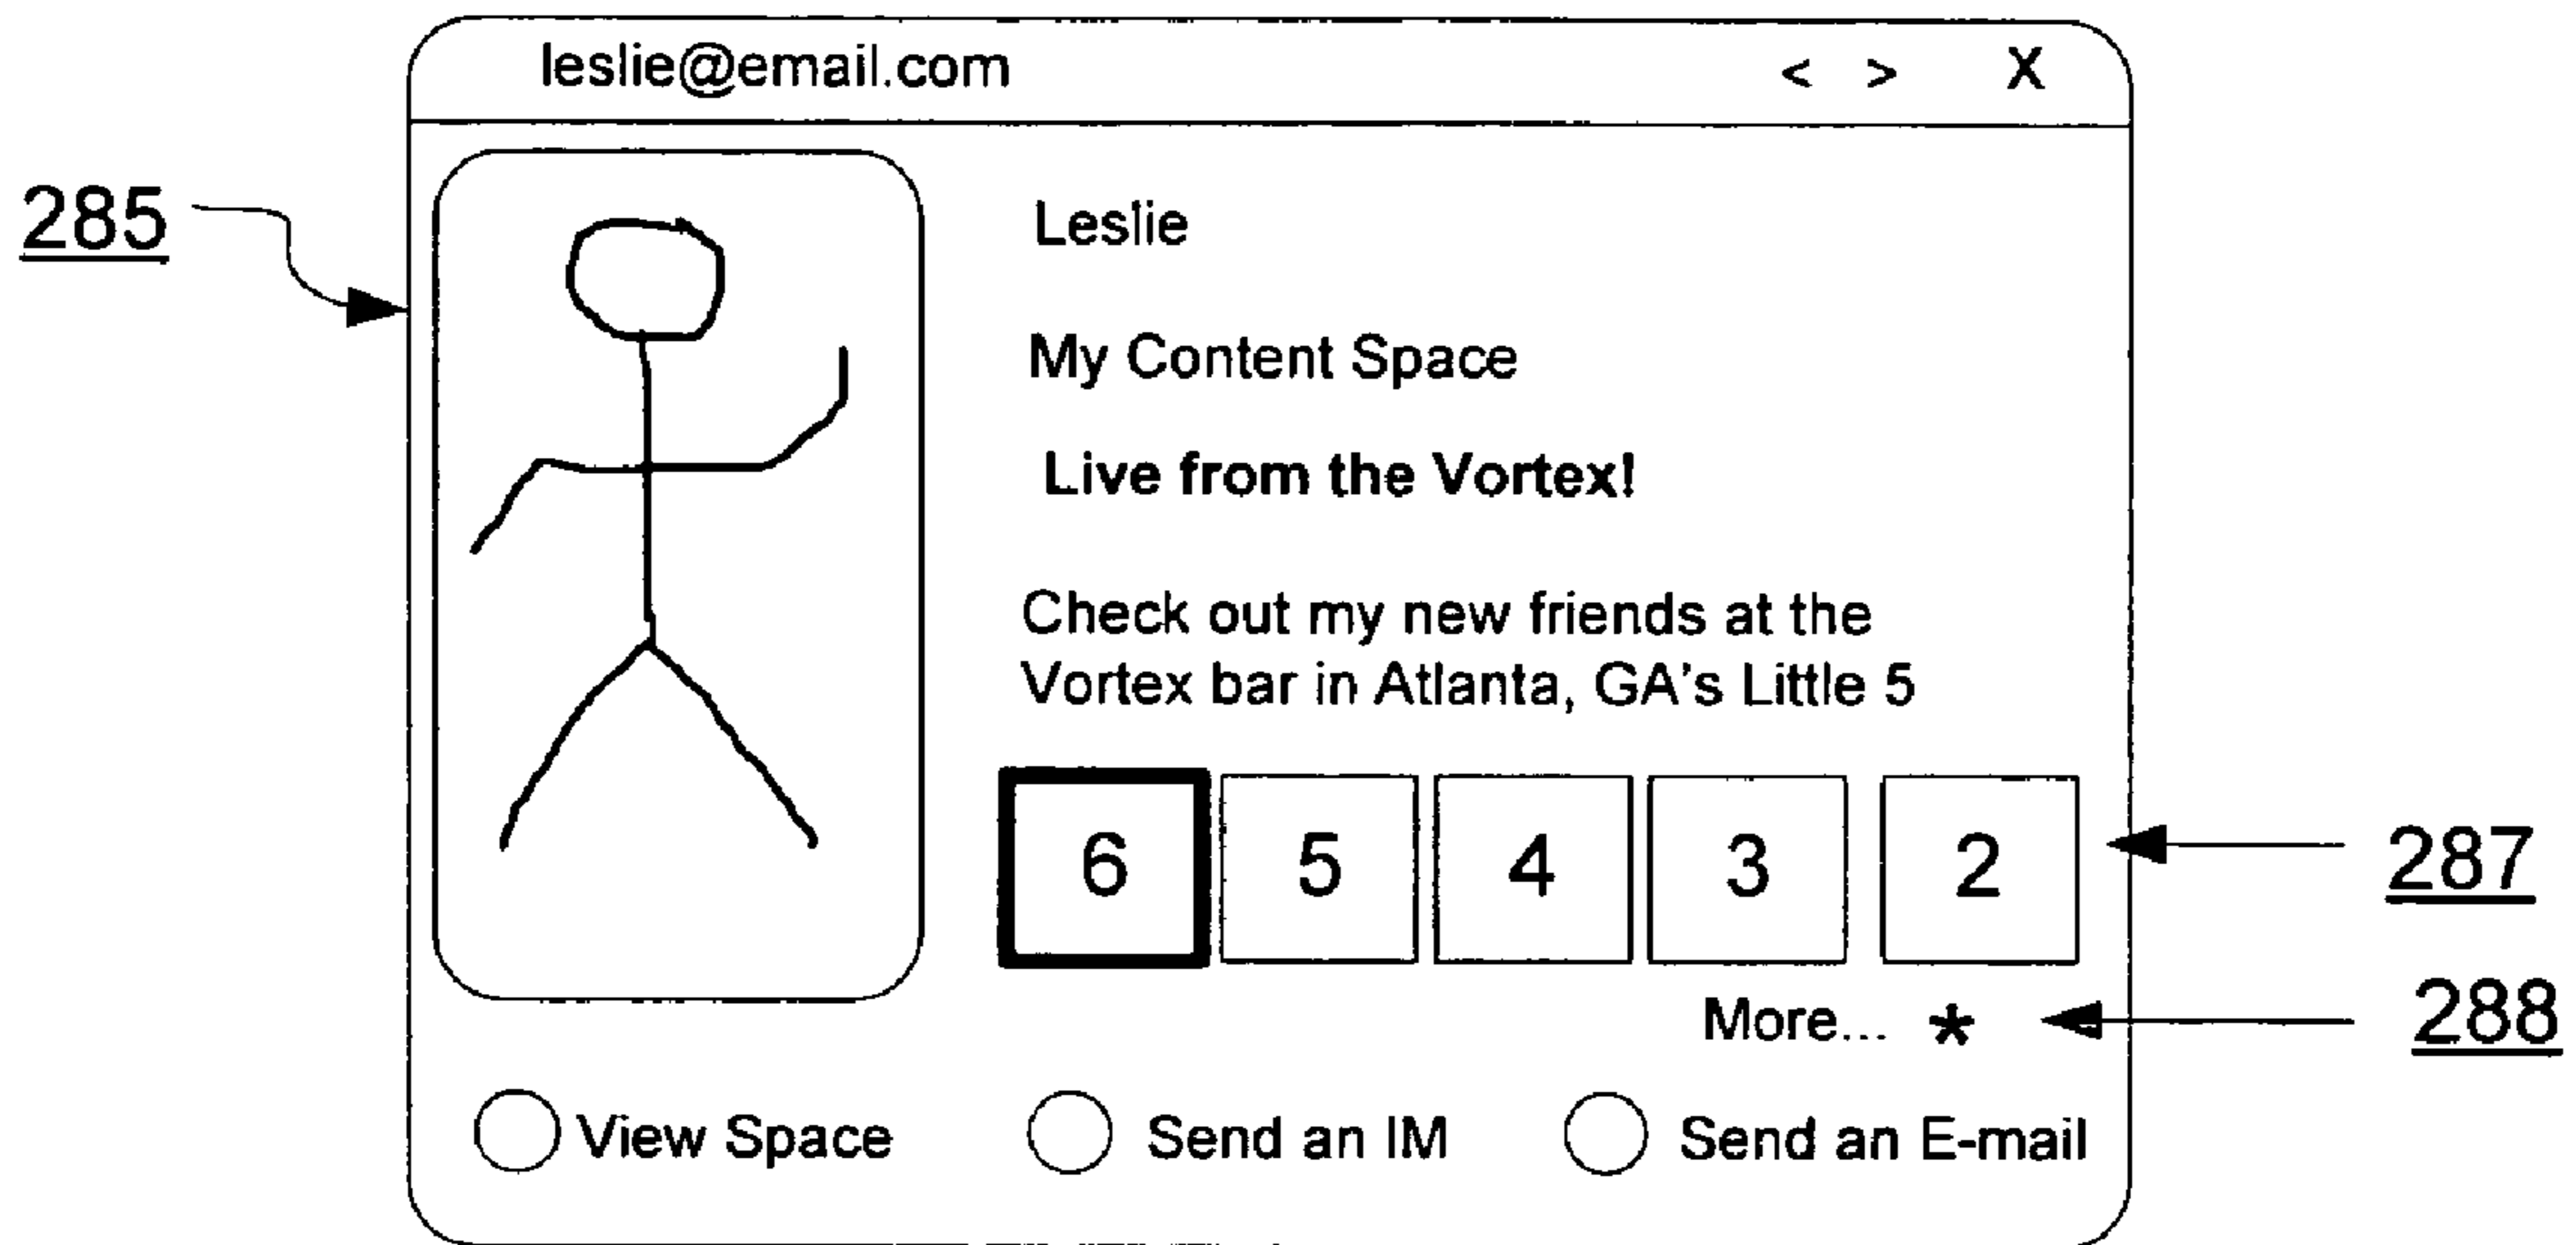 leslie@email.com < > X
285
Leslie
My Content Space
Live from the Vortex!
Check out my new friends at the
Vortex bar in Atlanta, GA's Little 5
6 5 4 3 2
287
More... *
288
View Space Send an IM Send an E-mail